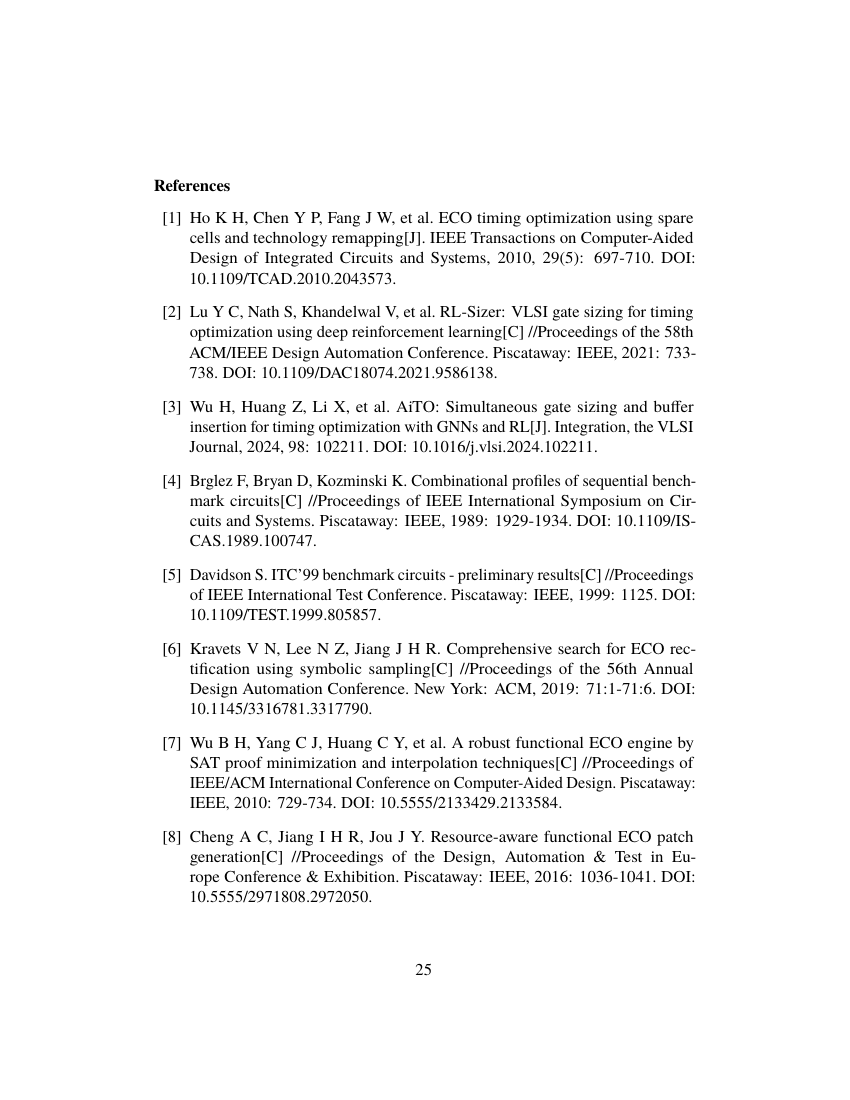 References
[1] Ho K H, Chen Y P, Fang J W, et al. ECO timing optimization using spare
cells and technology remapping[J]. IEEE Transactions on Computer-Aided
Design of Integrated Circuits and Systems, 2010, 29(5): 697-710. DOI:
10.1109/TCAD.2010.2043573.
[2] Lu Y C, Nath S, Khandelwal V, et al. RL-Sizer: VLSI gate sizing for timing
optimization using deep reinforcement learning[C] //Proceedings of the 58th
ACM/IEEE Design Automation Conference. Piscataway: IEEE, 2021: 733-
738. DOI: 10.1109/DAC18074.2021.9586138.
[3] Wu H, Huang Z, Li X, et al. AiTO: Simultaneous gate sizing and buffer
insertion for timing optimization with GNNs and RL[J]. Integration, the VLSI
Journal, 2024, 98: 102211. DOI: 10.1016/j.vlsi.2024.102211.
[4] Brglez F, Bryan D, Kozminski K. Combinational profiles of sequential bench-
mark circuits[C] //Proceedings of IEEE International Symposium on Cir-
cuits and Systems. Piscataway: IEEE, 1989: 1929-1934. DOI: 10.1109/IS-
CAS.1989.100747.
[5] Davidson S. ITC’99 benchmark circuits - preliminary results[C] //Proceedings
of IEEE International Test Conference. Piscataway: IEEE, 1999: 1125. DOI:
10.1109/TEST.1999.805857.
[6] Kravets V N, Lee N Z, Jiang J H R. Comprehensive search for ECO rec-
tification using symbolic sampling[C] //Proceedings of the 56th Annual
Design Automation Conference. New York: ACM, 2019: 71:1-71:6. DOI:
10.1145/3316781.3317790.
[7] Wu B H, Yang C J, Huang C Y, et al. A robust functional ECO engine by
SAT proof minimization and interpolation techniques[C] //Proceedings of
IEEE/ACM International Conference on Computer-Aided Design. Piscataway:
IEEE, 2010: 729-734. DOI: 10.5555/2133429.2133584.
[8] Cheng A C, Jiang I H R, Jou J Y. Resource-aware functional ECO patch
generation[C] //Proceedings of the Design, Automation & Test in Eu-
rope Conference & Exhibition. Piscataway: IEEE, 2016: 1036-1041. DOI:
10.5555/2971808.2972050.
25